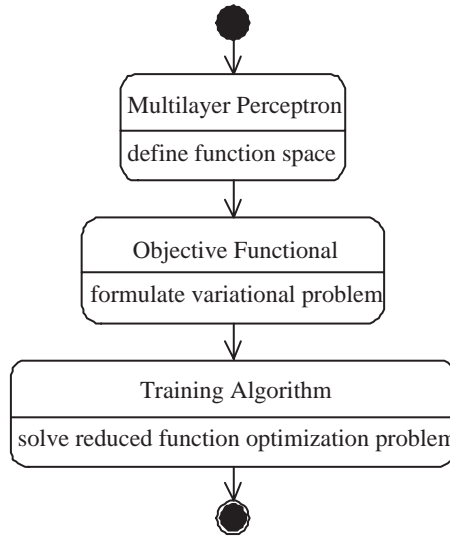 Multilayer Perceptron
define function space
Objective Functional
formulate variational problem
Training Algorithm
solve reduced function optimization problem